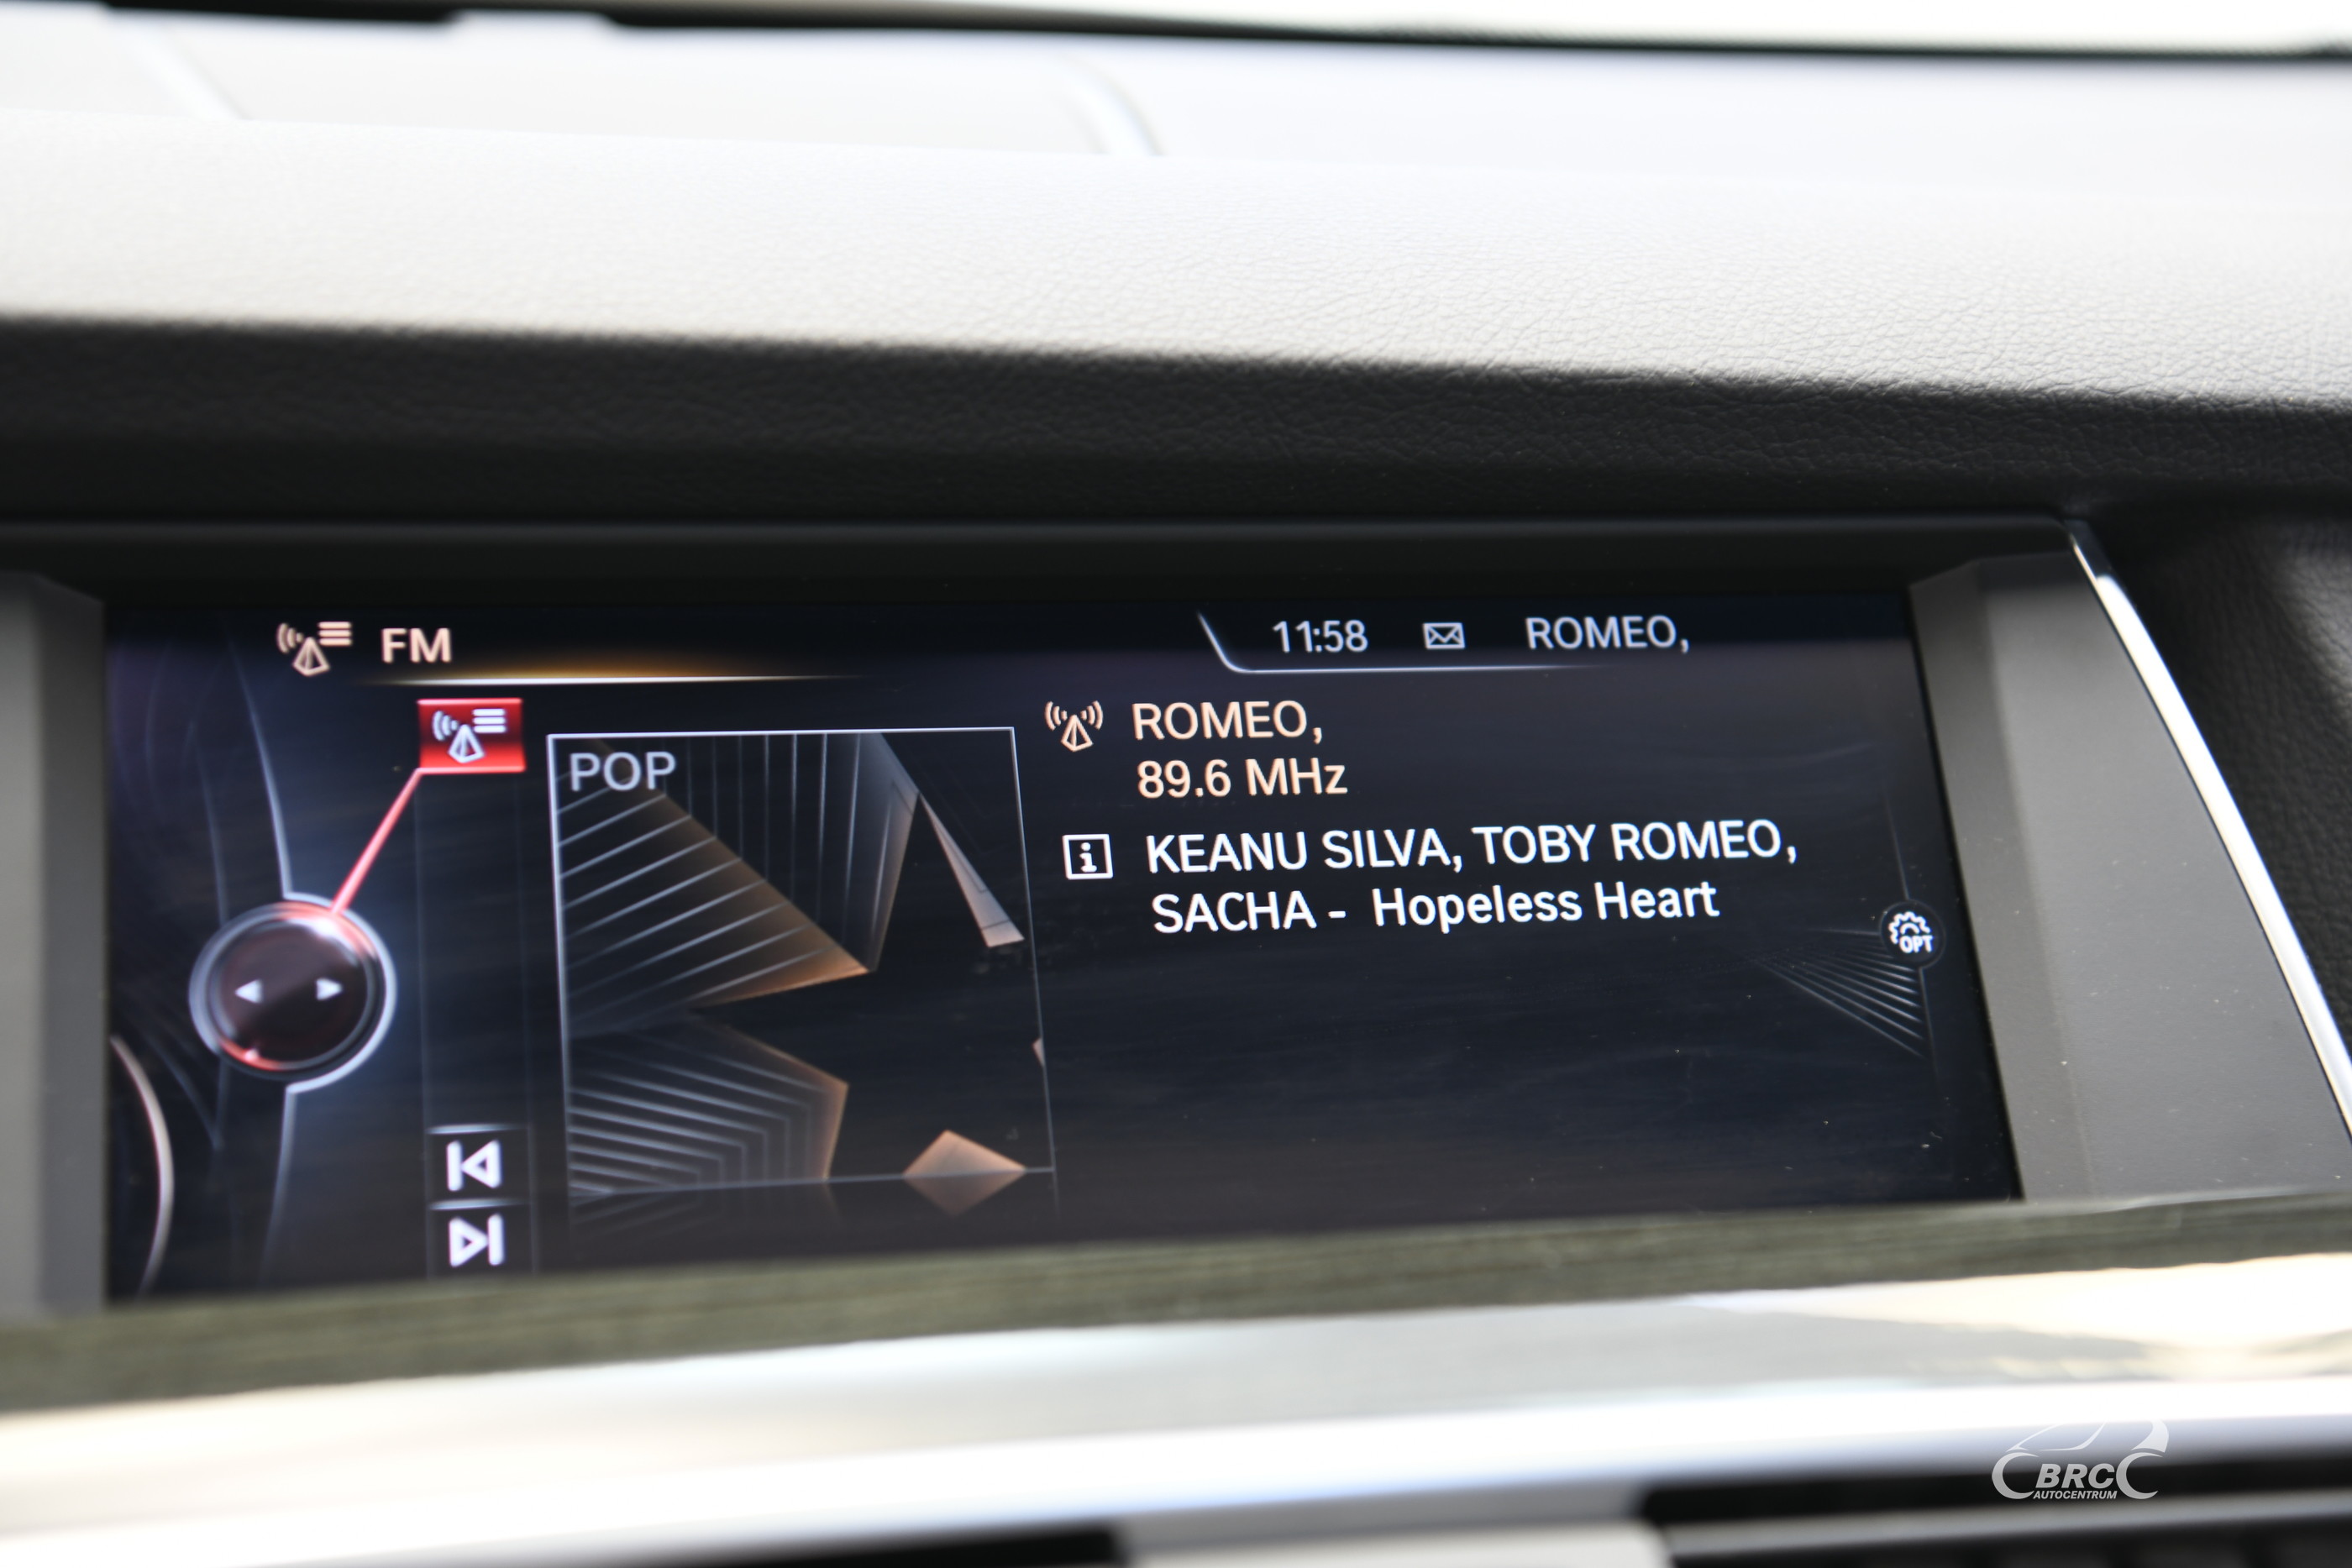 FM
11:58 ROMEO,
POP
ROMEO,
89.6 MHz
KEANU SILVA, TOBY ROMEO,
SACHA - Hopeless Heart
OPT
BRC
AUTOCENTRUM